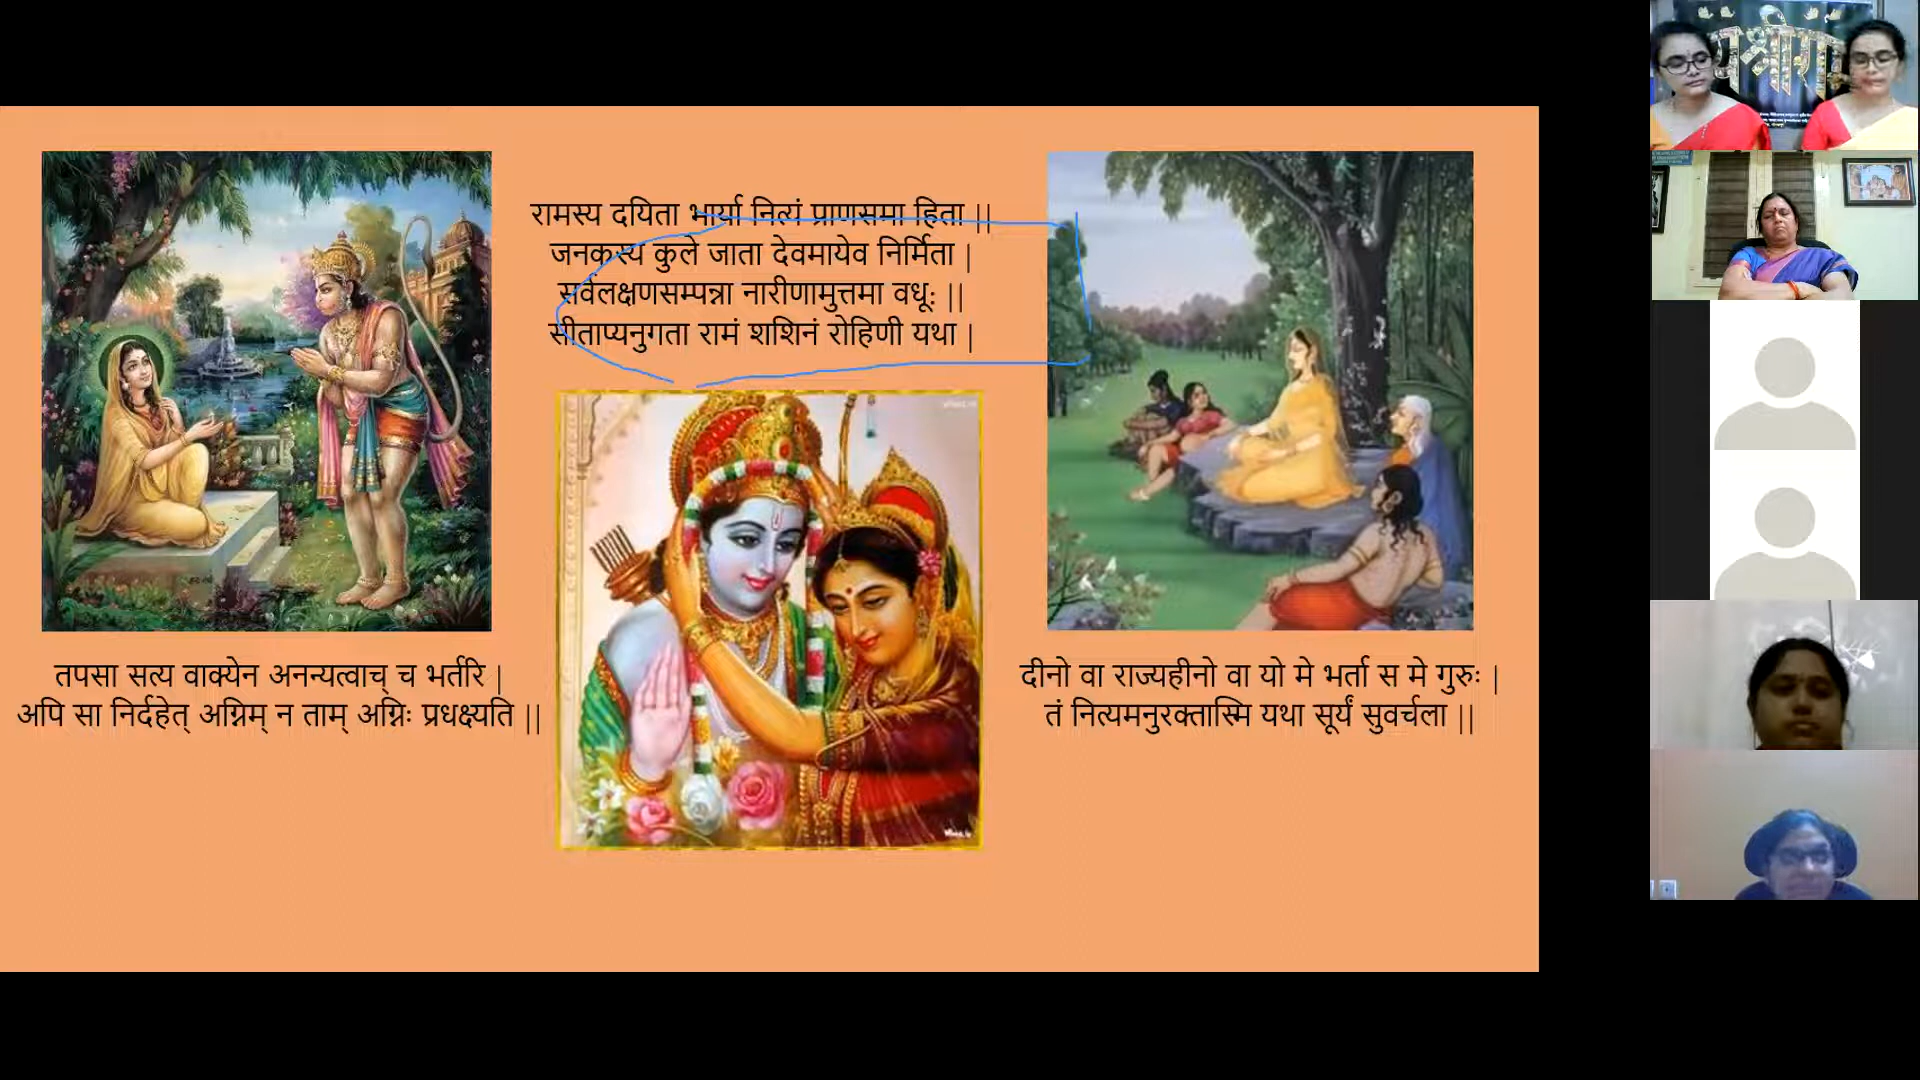 रामस्य दयिता भार्या नित्यं प्राणसमा हिता ||
जनकस्य कुले जाता देवमायेव निर्मिता |
सर्वलक्षणसम्पन्ना नारीणामुत्तमा वधूः ||
सीताप्यनुगता रामं शशिनं रोहिणी यथा |
तपसा सत्य वाक्येन अनन्यत्वाच् च भर्तरि |
अपि सा निर्दहेत् अग्निम् न ताम् अग्निः प्रधक्ष्यति ||
दीनो वा राज्यहीनो वा यो मे भर्ता स मे गुरुः |
तं नित्यमनुरक्तास्मि यथा सूर्यं सुवर्चला ||